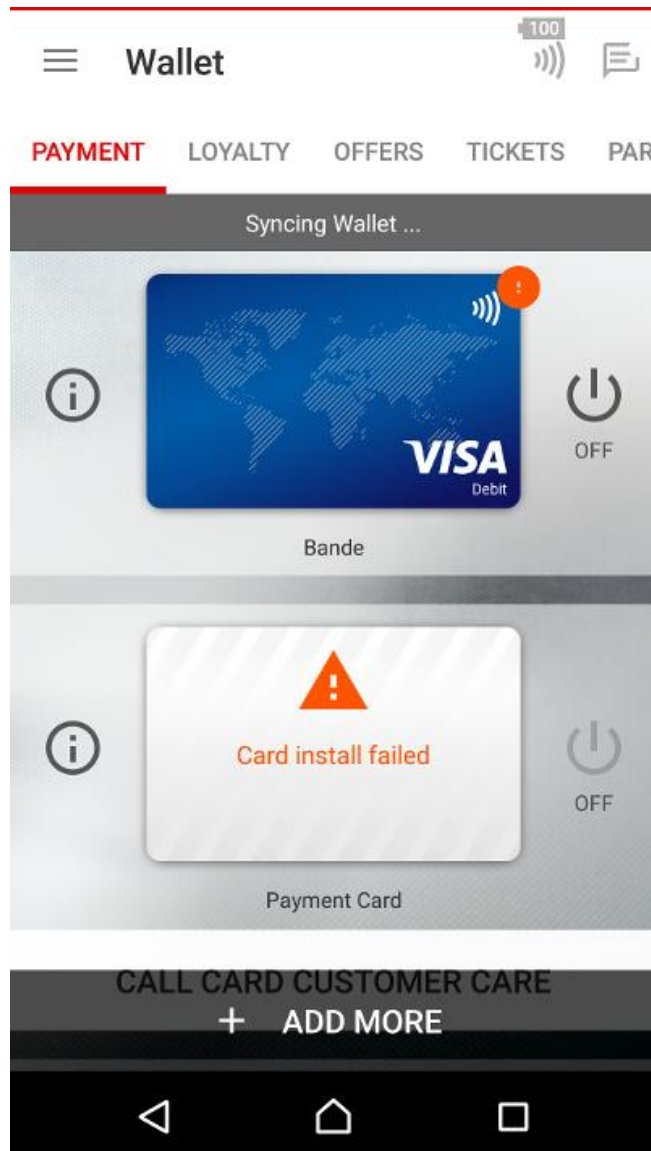 100
Wallet
PAYMENT LOYALTY OFFERS TICKETS PAR
Syncing Wallet ...
VISA
Debit
OFF
Bande
Card install failed
OFF
Payment Card
CALL CARD CUSTOMER CARE
+ ADD MORE